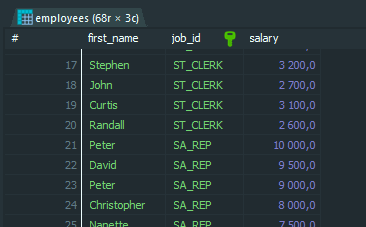 employees (68r × 3c)
# first_name job_id salary
17 Stephen ST_CLERK 3 200,0
18 John ST_CLERK 2 700,0
19 Curtis ST_CLERK 3 100,0
20 Randall ST_CLERK 2 600,0
21 Peter SA_REP 10 000,0
22 David SA_REP 9 500,0
23 Peter SA_REP 9 000,0
24 Christopher SA_REP 8 000,0
25 Nanette SA_REP 7 500,0